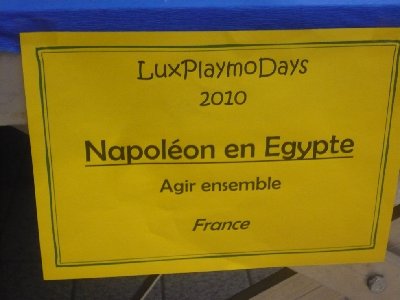 LuxPlaymoDays
2010
Napoléon en Egypte
Agir ensemble
France